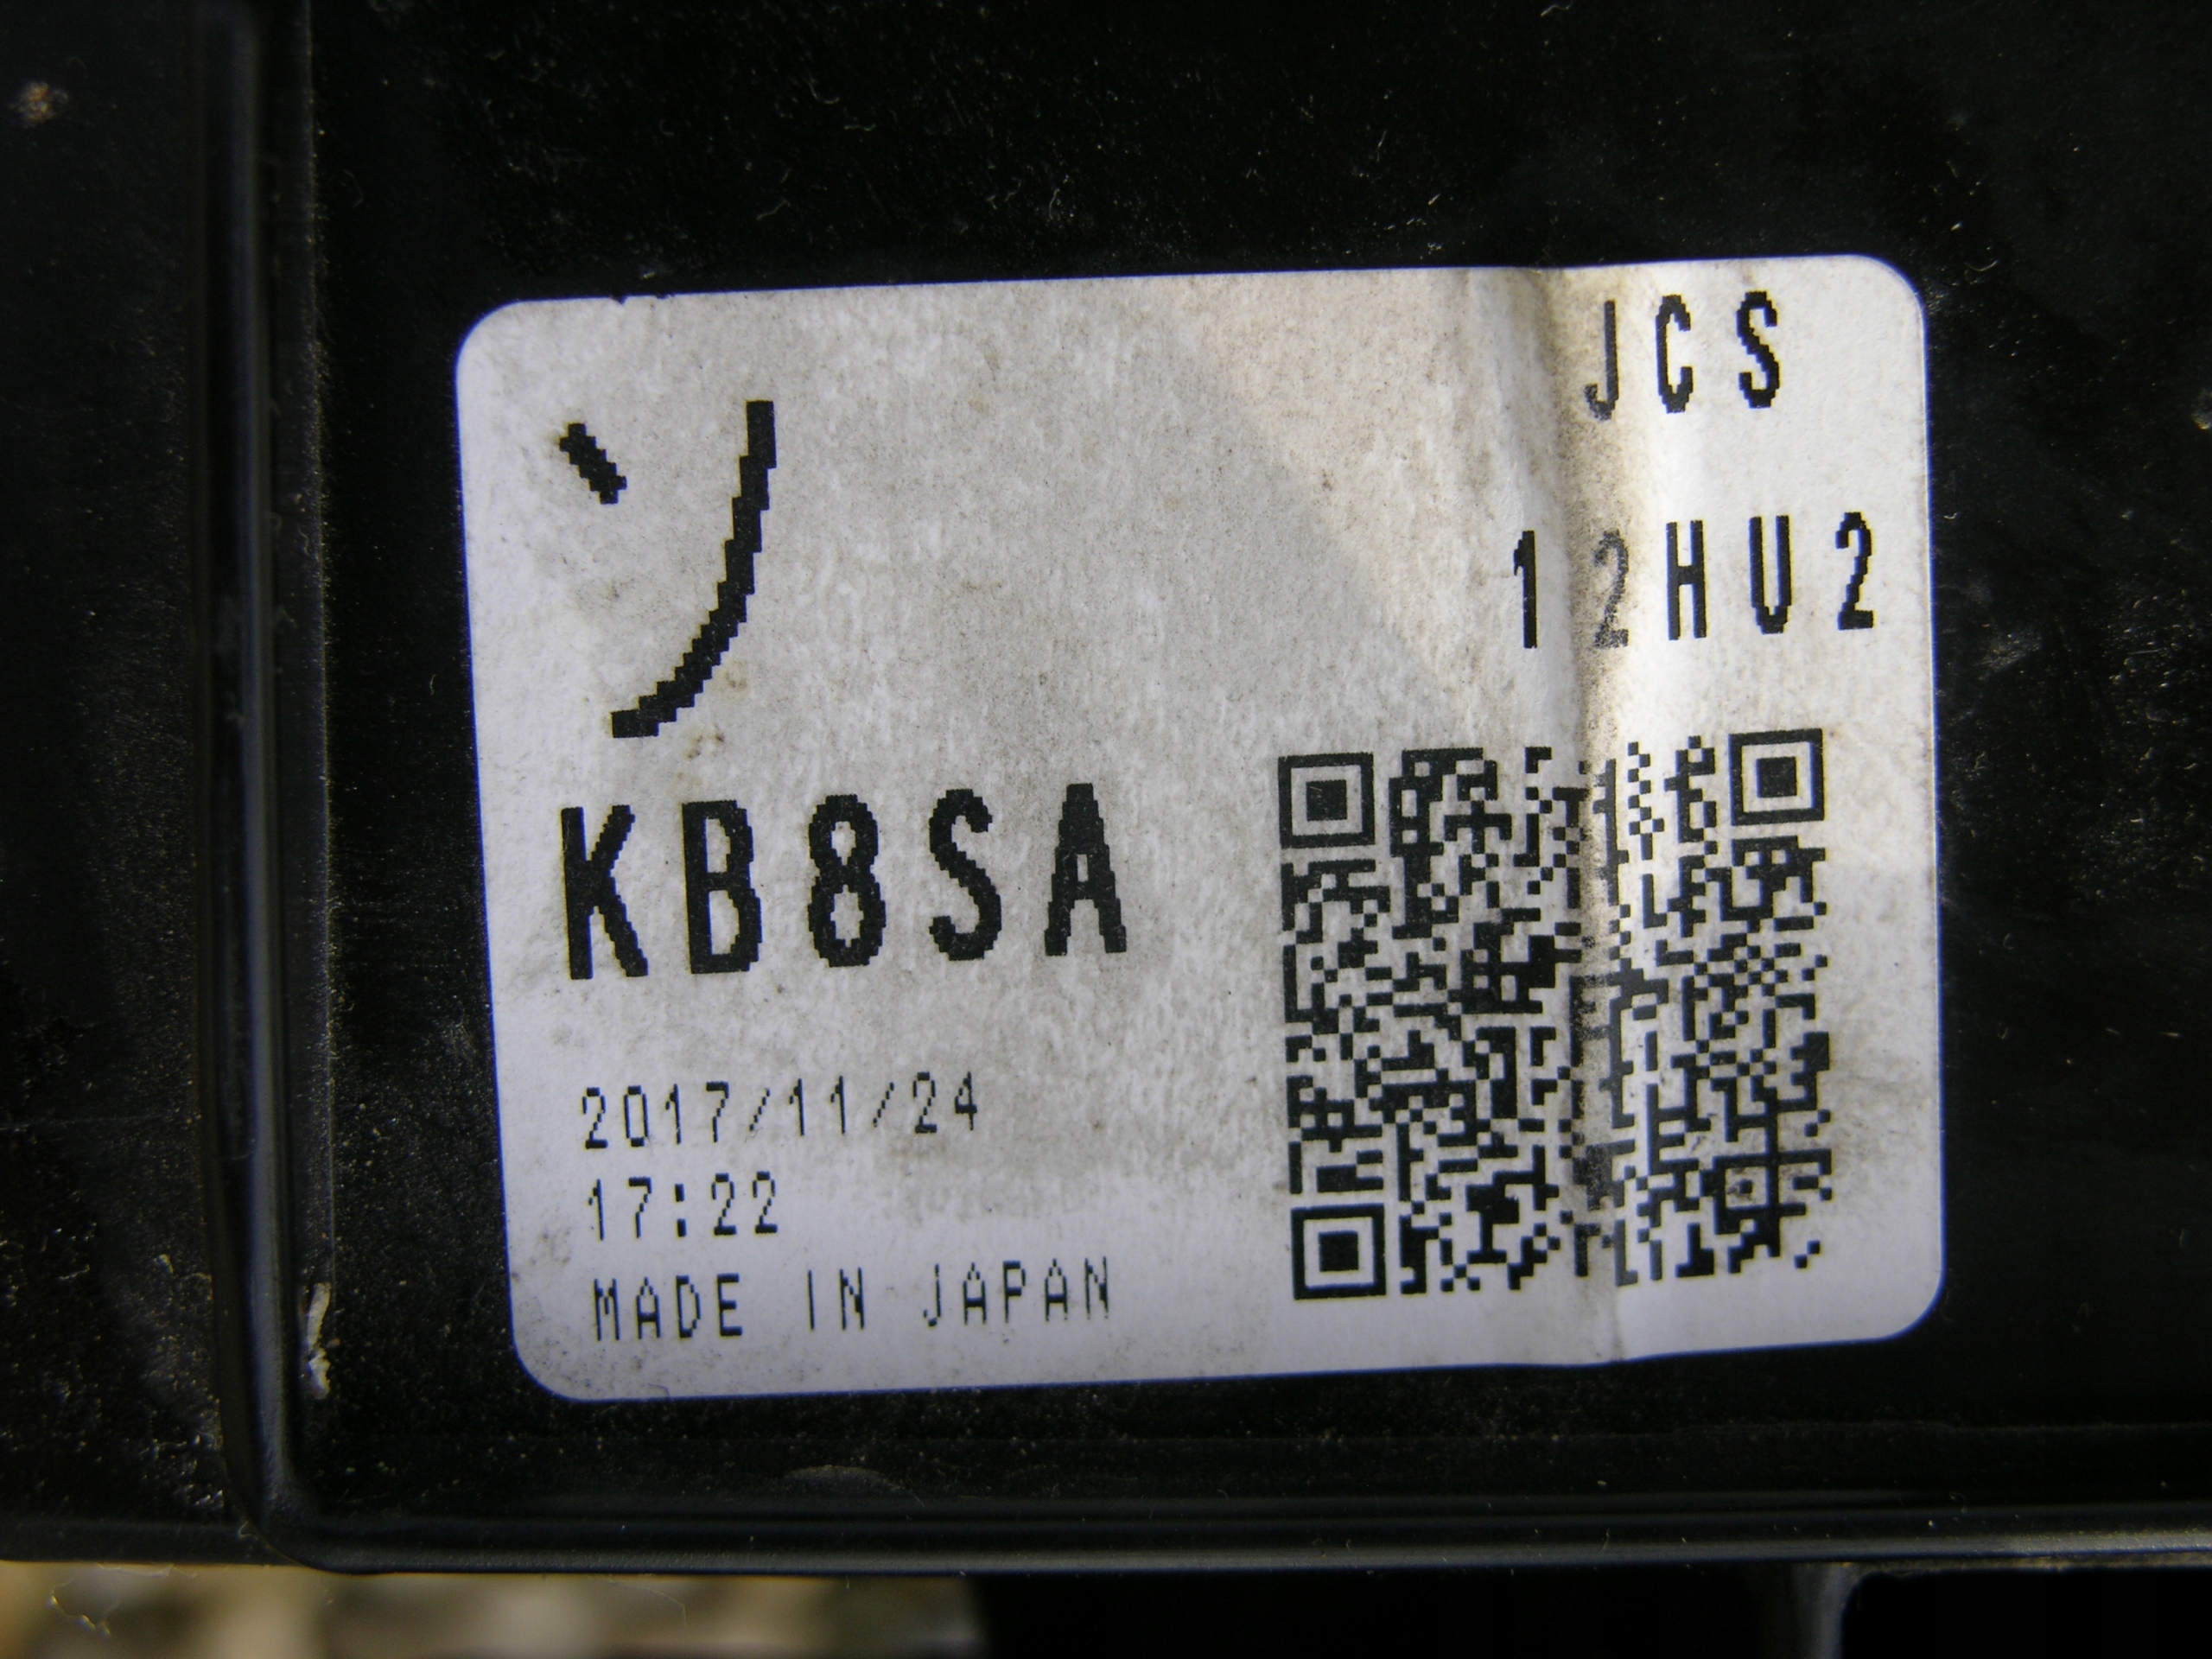 ソ
JCS
12HU2
KB8SA
2017/11/24
17:22
MADE IN JAPAN